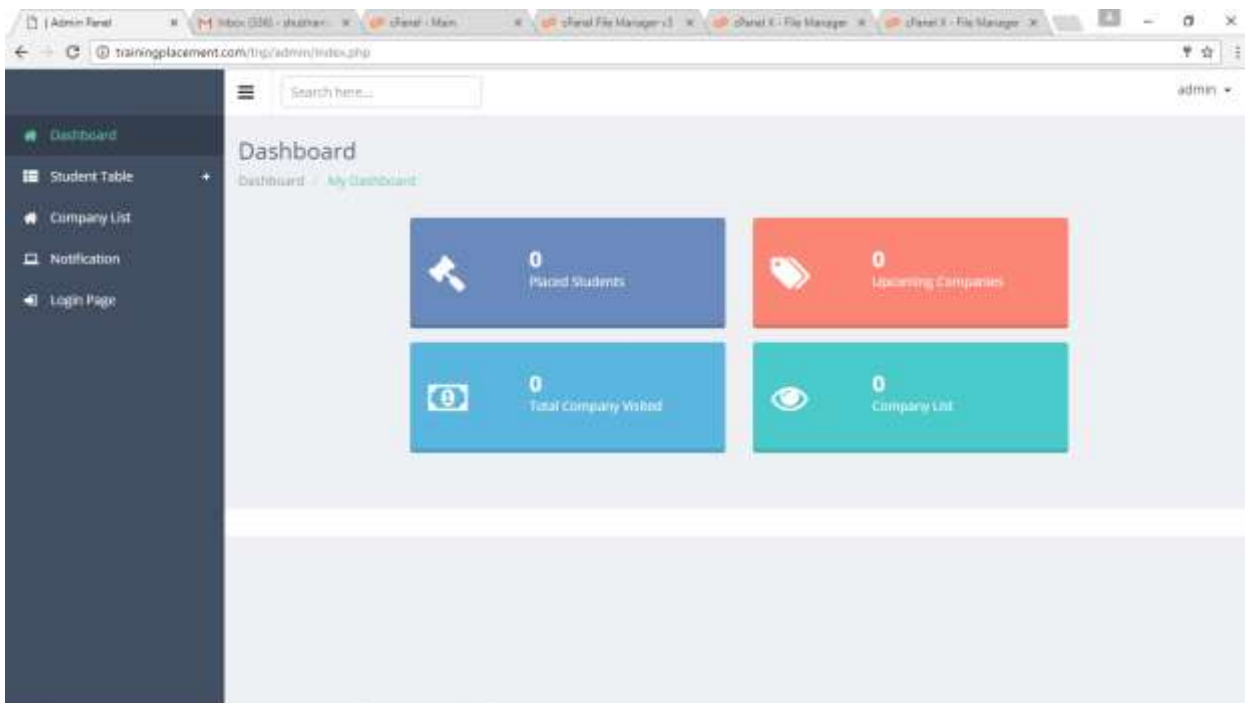 | Admin Panel
cPanel - Main
cPanel File Manager v3
cPanel X - File Manager
cPanel X - File Manager
trainingplacement.com/tnp/admin/index.php
Search here...
admin
Dashboard
Student Table +
Company List
Notification
Login Page
Dashboard
Dashboard / My Dashboard
0
Placed Students
0
Upcoming Companies
0
Total Company Visited
0
Company List